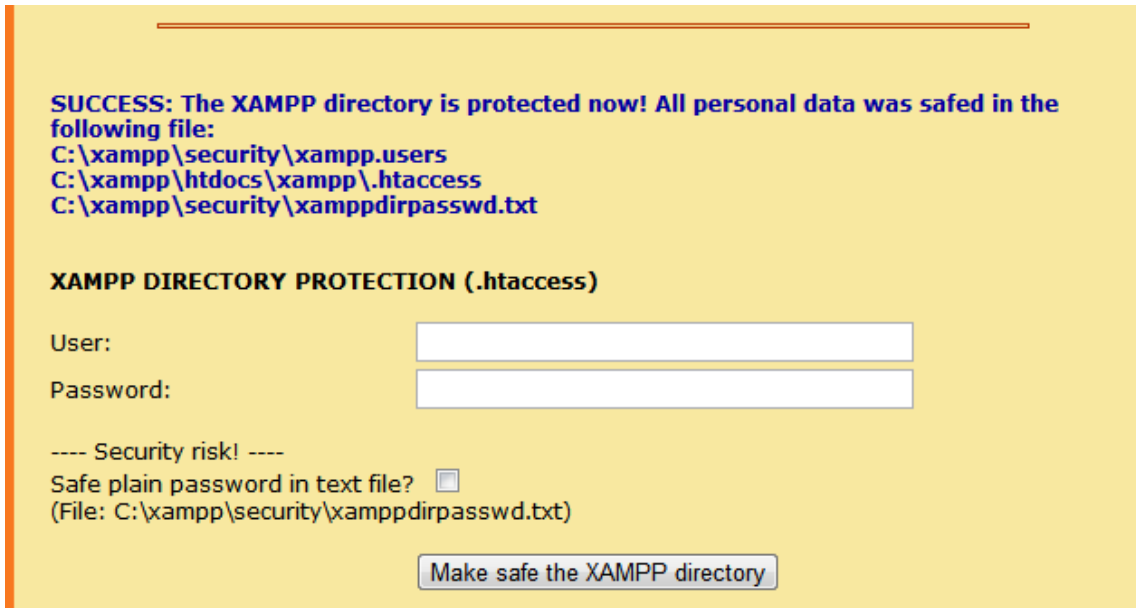 SUCCESS: The XAMPP directory is protected now! All personal data was safed in the
following file:
C:\xampp\security\xampp.users
C:\xampp\htdocs\xampp\.htaccess
C:\xampp\security\xamppdirpasswd.txt
XAMPP DIRECTORY PROTECTION (.htaccess)
User:
Password:
---- Security risk! ----
Safe plain password in text file?
(File: C:\xampp\security\xamppdirpasswd.txt)
Make safe the XAMPP directory